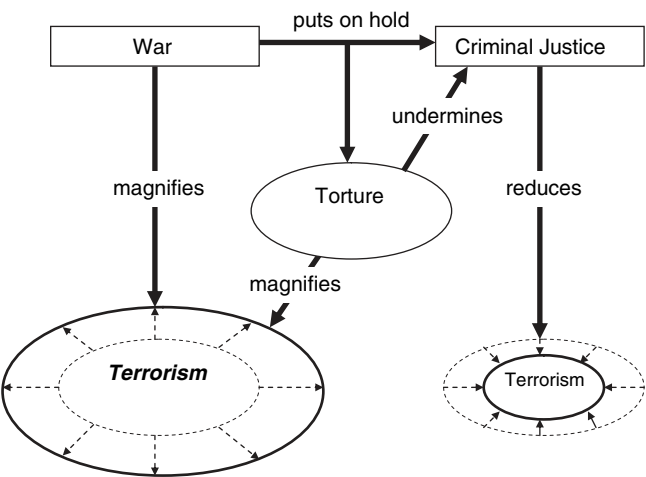 puts on hold
War
Criminal Justice
undermines
magnifies
Torture
reduces
magnifies
Terrorism
Terrorism